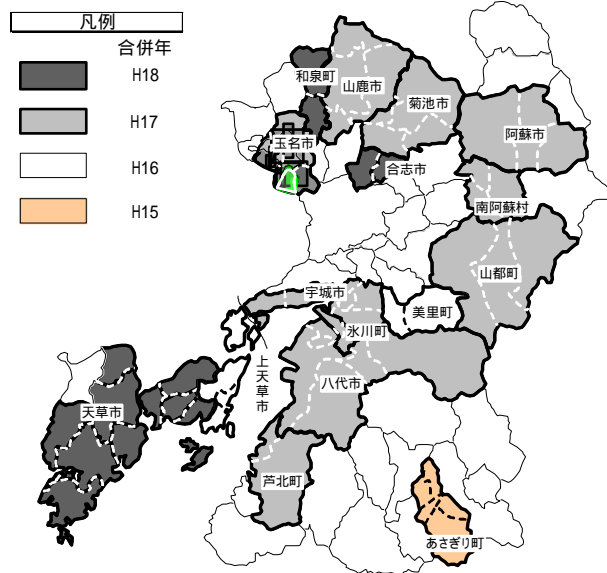 凡例
合併年
H18
H17
H16
H15
和泉町
山鹿市
菊池市
阿蘇市
玉名市
合志市
南阿蘇村
山都町
宇城市
美里町
氷川町
上天草市
八代市
天草市
芦北町
あさぎり町